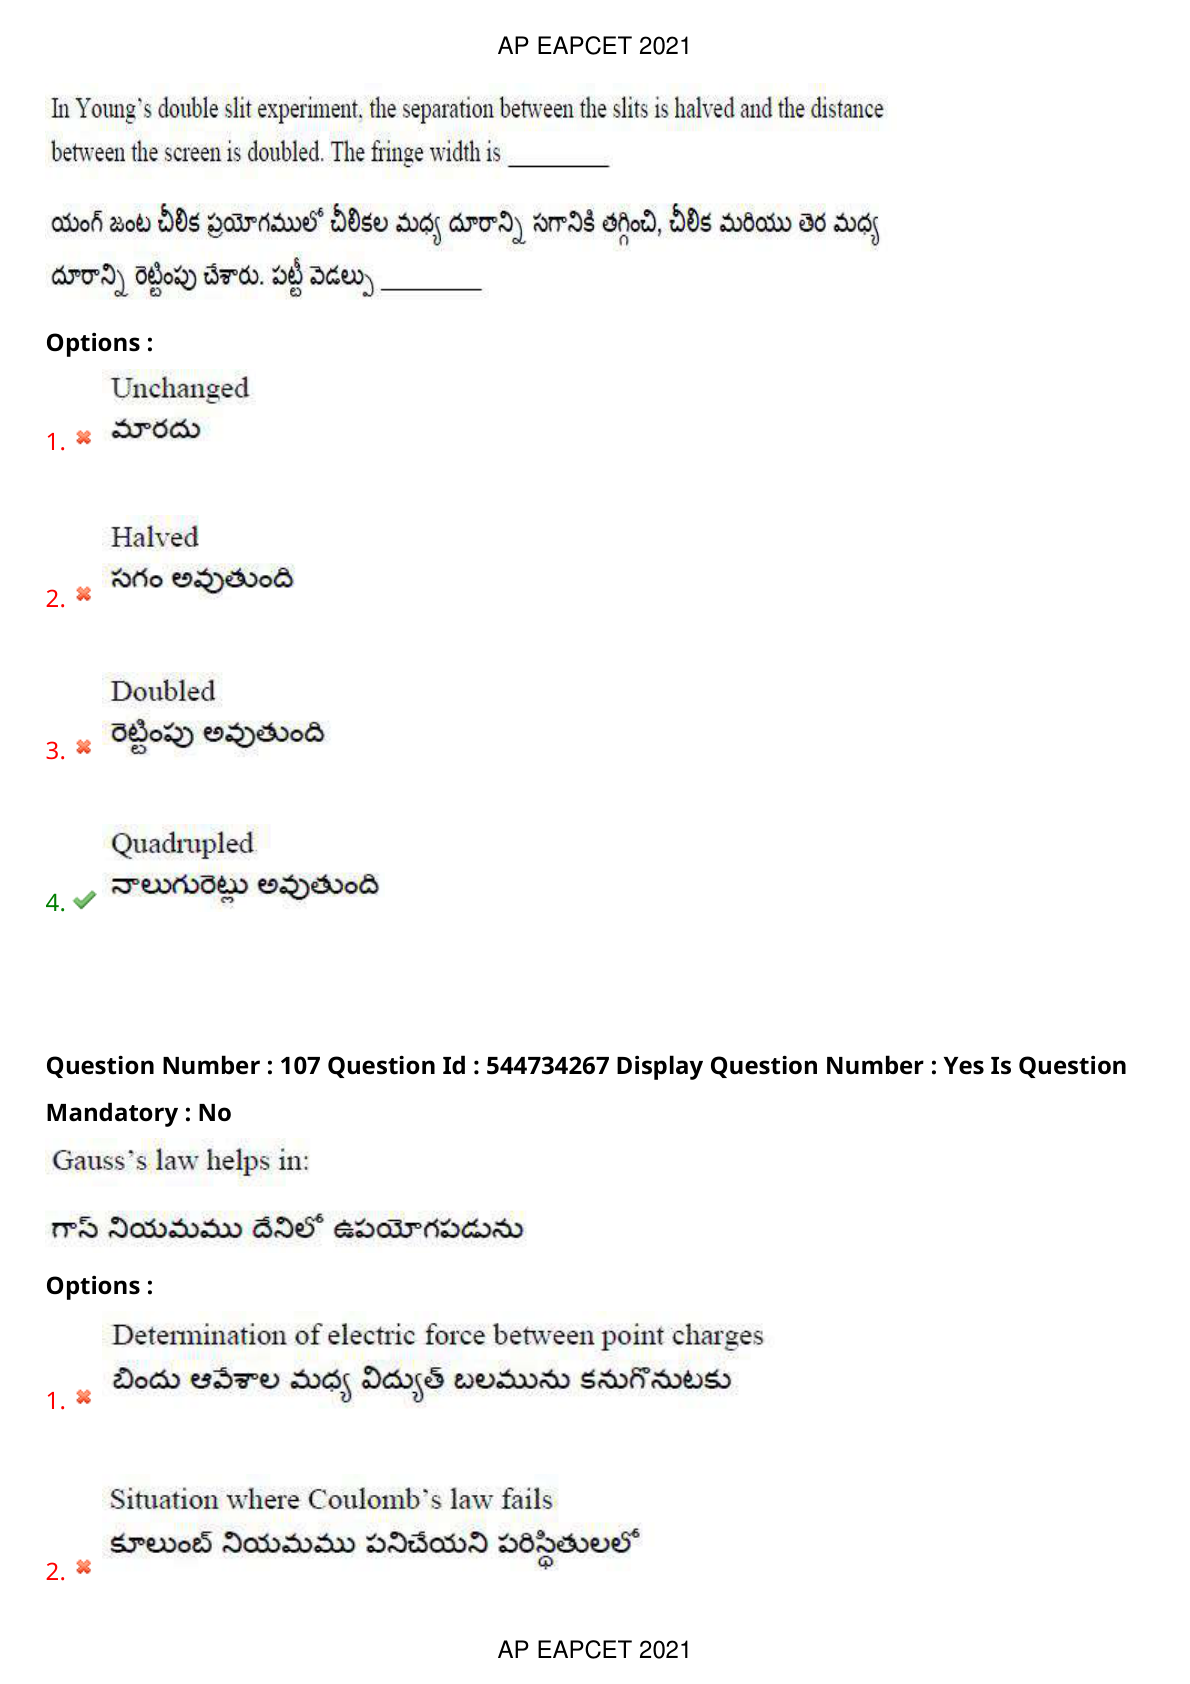 AP EAPCET 2021
In Young’s double slit experiment, the separation between the slits is halved and the distance
between the screen is doubled. The fringe width is ________
యంగ్ జంట చీలిక ప్రయోగములో చీలికల మధ్య దూరాన్ని సగానికి తగ్గించి, చీలిక మరియు తెర మధ్య
దూరాన్ని రెట్టింపు చేశారు. పట్టీ వెడల్పు ________
Options :
Unchanged
మారదు
1.
Halved
సగం అవుతుంది
2.
Doubled
రెట్టింపు అవుతుంది
3.
Quadrupled
నాలుగురెట్లు అవుతుంది
4.
Question Number : 107 Question Id : 544734267 Display Question Number : Yes Is Question
Mandatory : No
Gauss’s law helps in:
గాస్ నియమము దేనిలో ఉపయోగపడును
Options :
Determination of electric force between point charges
బిందు ఆవేశాల మధ్య విద్యుత్ బలమును కనుగొనుటకు
1.
Situation where Coulomb’s law fails
కూలుంబ్ నియమము పనిచేయని పరిస్థితులలో
2.
AP EAPCET 2021